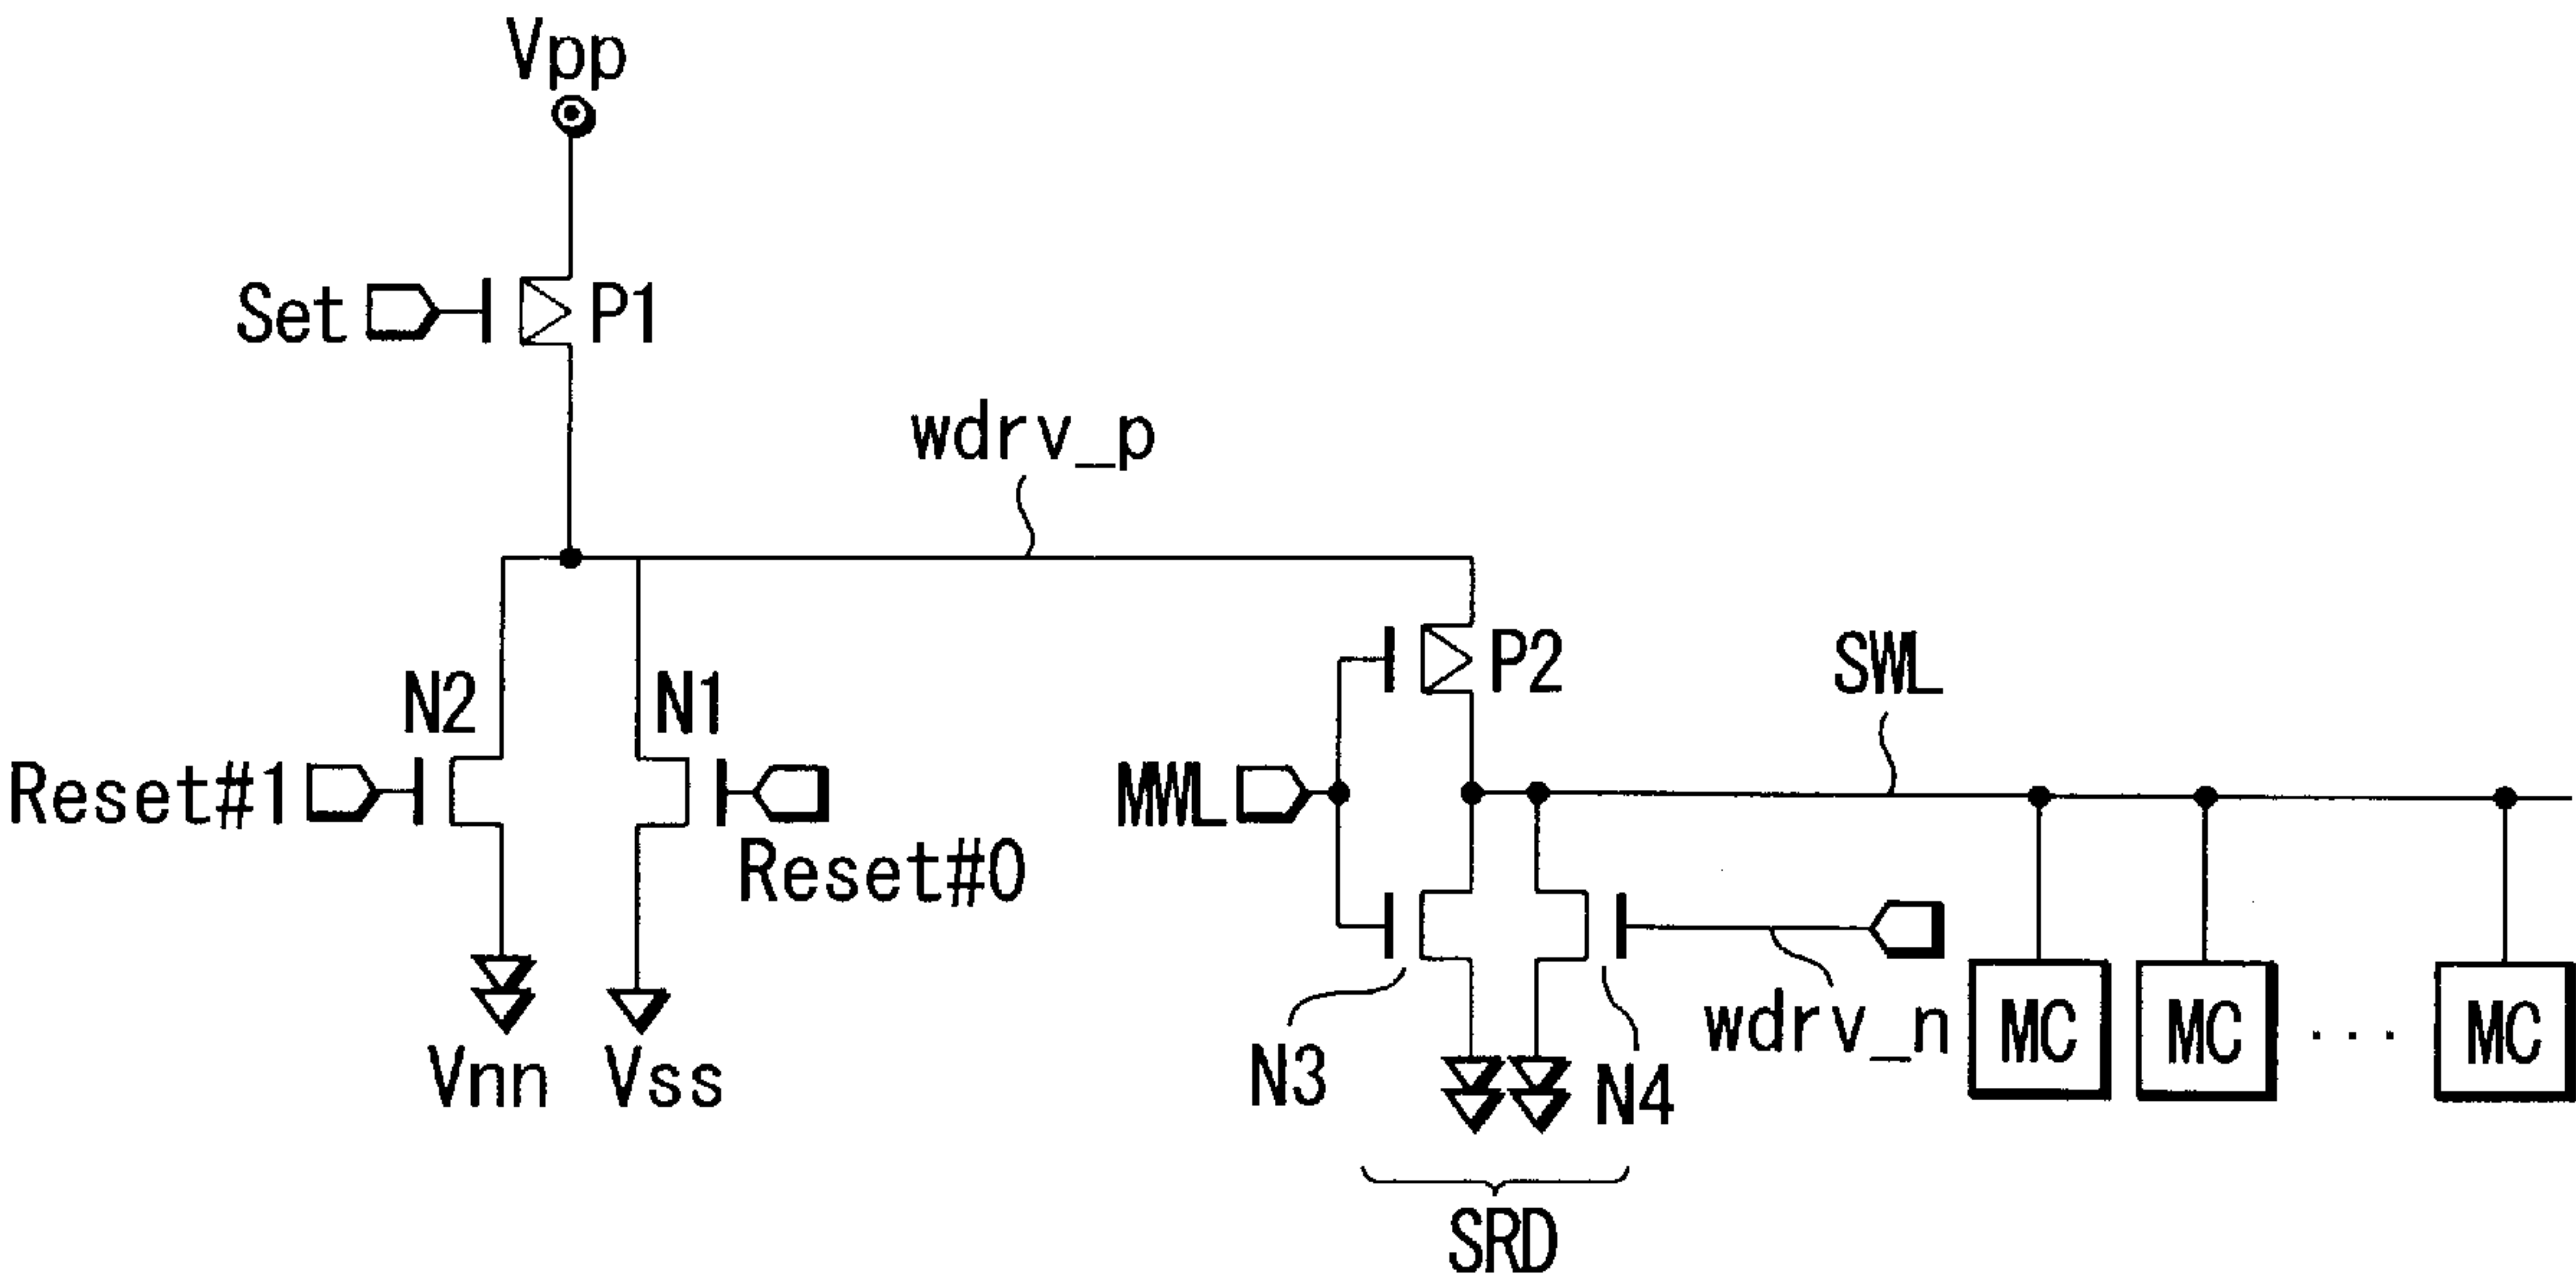 Vpp
Set
P1
wdrv_p
N2
N1
P2
SWL
Reset#1
MWL
Reset#0
wdrv_n
MC
MC
...
MC
Vnn
Vss
N3
N4
SRD